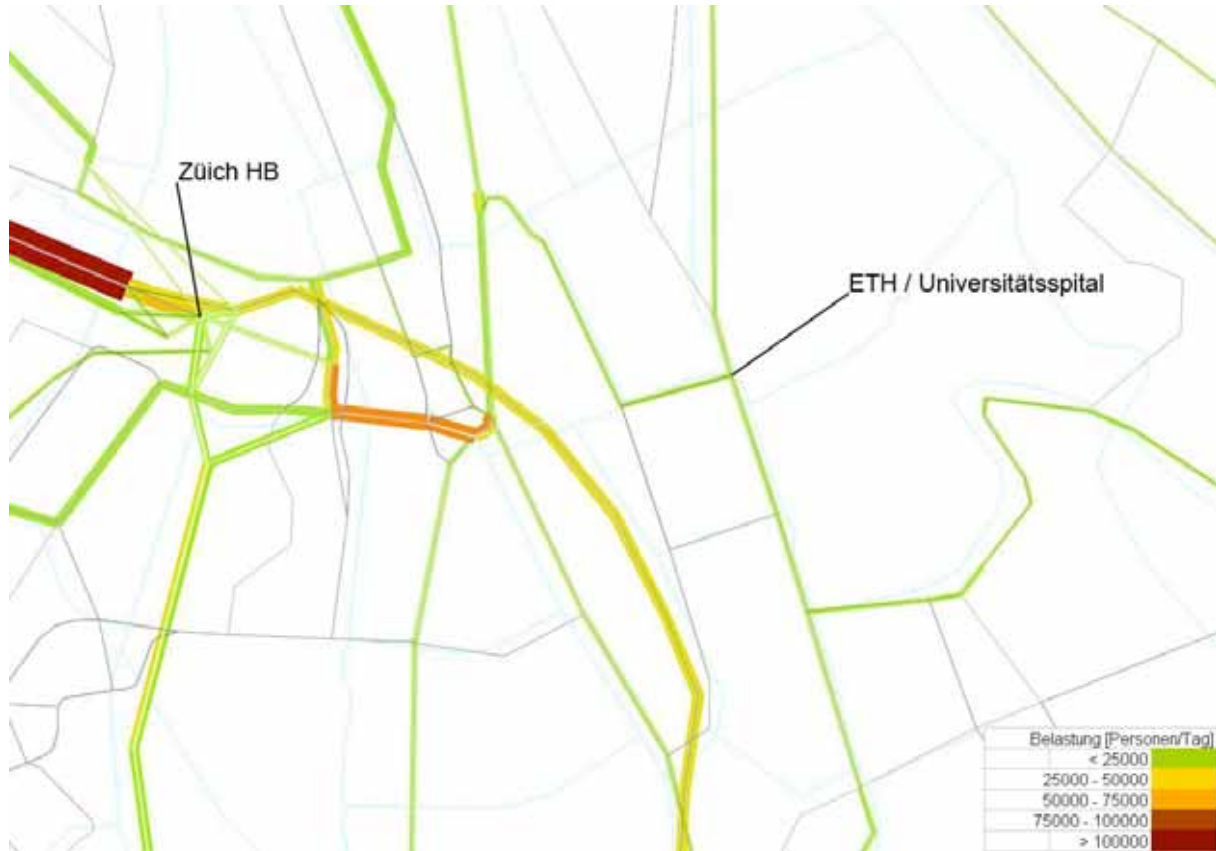 Züich HB
ETH / Universitätsspital
Belastung [Personen/Tag]
< 25000
25000 - 50000
50000 - 75000
75000 - 100000
> 100000